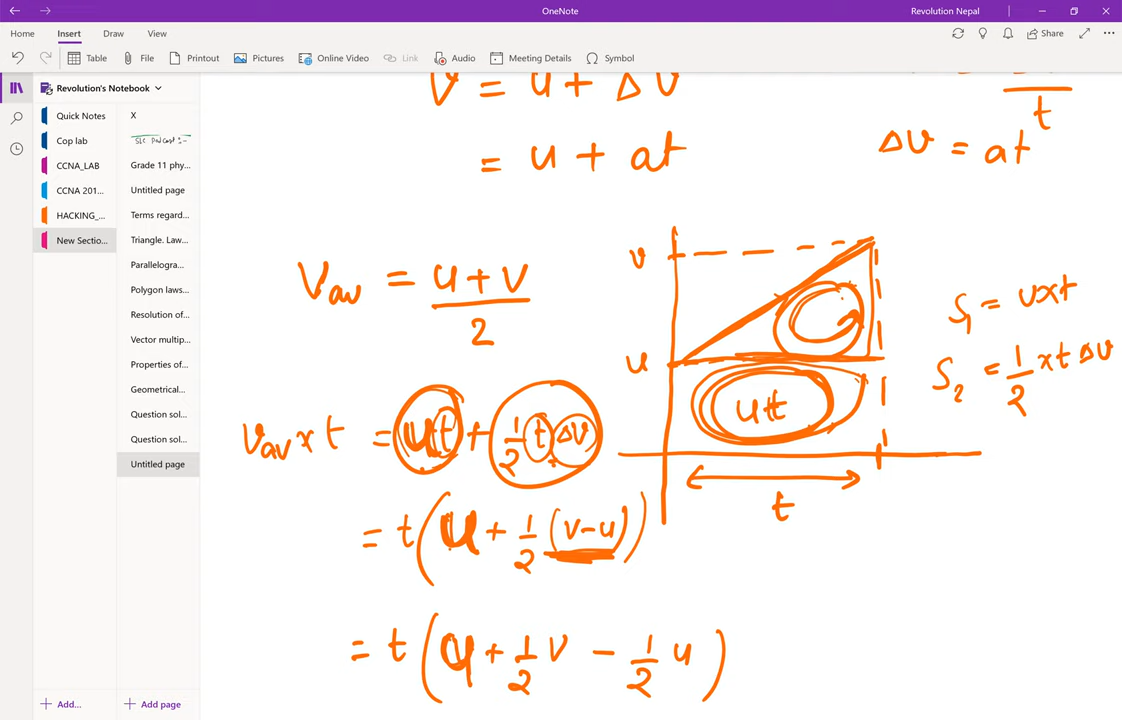 OneNote
Revolution Nepal
Home Insert Draw View
Share
Table File Printout Pictures Online Video Link Audio Meeting Details Symbol
Revolution's Notebook
Quick Notes
Cop lab
CCNA_LAB
CCNA 201...
HACKING_...
New Sectio...
Add...
X
Grade 11 phy...
Untitled page
Terms regard...
Triangle. Law...
Parallelogra...
Polygon laws...
Resolution of...
Vector multip...
Properties of...
Geometrical...
Question sol...
Question sol...
Untitled page
Add page
V = u + ΔV
= u + at
t
Δv = at
Vav = u+v/2
v
u
ut
t
S1 = uxt
S2 = 1/2 xt Δv
Vav x t = ut + 1/2 t Δv
= t(u + 1/2 (v-u))
= t(u + 1/2 v - 1/2 u)